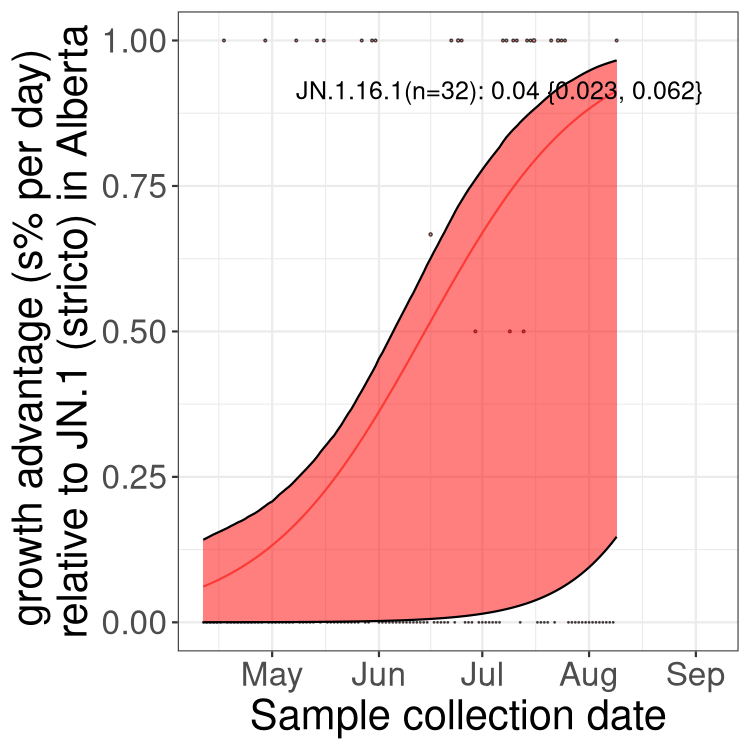 growth advantage (s% per day)
relative to JN.1 (stricto) in Alberta
1.00
0.75
0.50
0.25
0.00
JN.1.16.1(n=32): 0.04 {0.023, 0.062}
May Jun Jul Aug Sep
Sample collection date